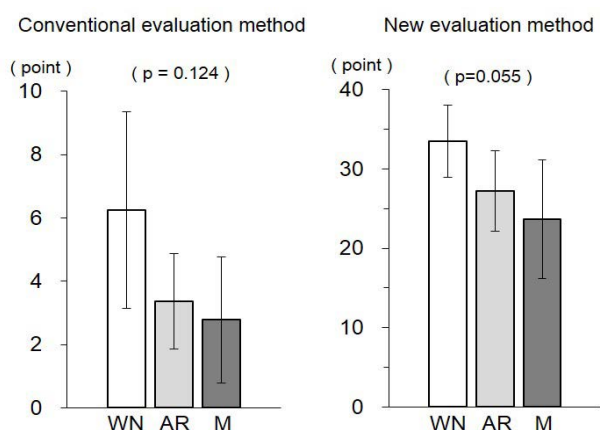 Conventional evaluation method
( point )
( p = 0.124 )
10
8
6
4
2
0
WN AR M
New evaluation method
( point )
( p=0.055 )
40
30
20
10
0
WN AR M